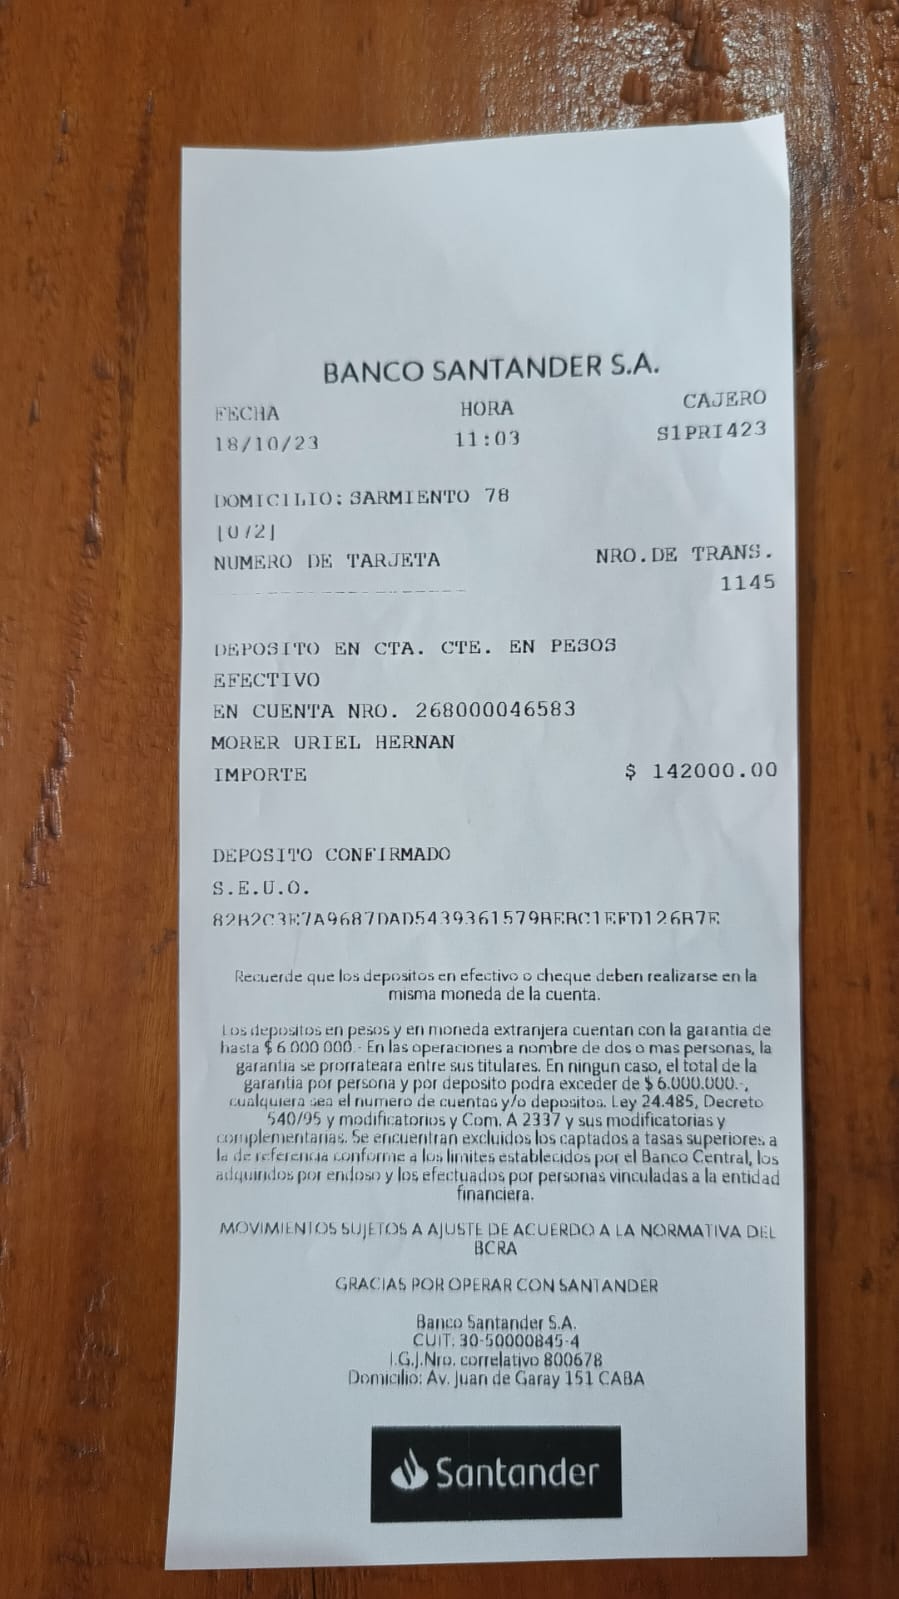 BANCO SANTANDER S.A.
FECHA HORA CAJERO
18/10/23 11:03 S1PRI423
DOMICILIO: SARMIENTO 78
[0/2]
NUMERO DE TARJETA NRO.DE TRANS.
1145
DEPOSITO EN CTA. CTE. EN PESOS
EFECTIVO
EN CUENTA NRO. 268000046583
MORER URIEL HERNAN
IMPORTE $ 142000.00
DEPOSITO CONFIRMADO
S.E.U.O.
Recuerde que los depositos en efectivo o cheque deben realizarse en la
misma moneda de la cuenta.
Los depositos en pesos y en moneda extranjera cuentan con la garantia de
hasta $ 6.000.000.- En las operaciones a nombre de dos o mas personas, la
garantia se prorrateara entre sus titulares. En ningun caso, el total de la
garantia por persona y por deposito podra exceder de $ 6.000.000.-,
cualquiera sea el numero de cuentas y/o depositos. Ley 24.485, Decreto
540/95 y modificatorios y Com. A 2337 y sus modificatorias y
complementarias. Se encuentran excluidos los captados a tasas superiores a
la de referencia conforme a los limites establecidos por el Banco Central, los
adquiridos por endoso y los efectuados por personas vinculadas a la entidad
financiera.
MOVIMIENTOS SUJETOS A AJUSTE DE ACUERDO A LA NORMATIVA DEL
BCRA
GRACIAS POR OPERAR CON SANTANDER
Banco Santander S.A.
CUIT: 30-50000845-4
I.G.J.Nro. correlativo 800678
Domicilio: Av. Juan de Garay 151 CABA
Santander